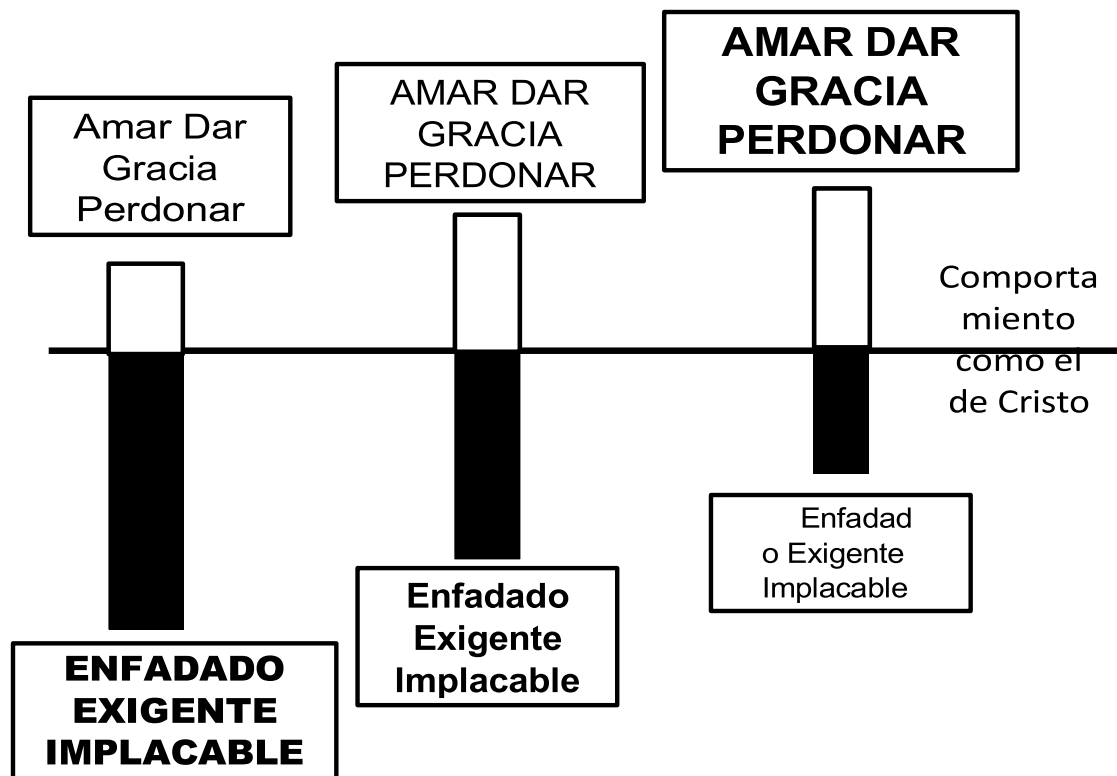 Amar Dar
Gracia
Perdonar
AMAR DAR
GRACIA
PERDONAR
AMAR DAR
GRACIA
PERDONAR
Comporta
miento
como el
de Cristo
ENFADADO
EXIGENTE
IMPLACABLE
Enfadado
Exigente
Implacable
Enfadad
o Exigente
Implacable